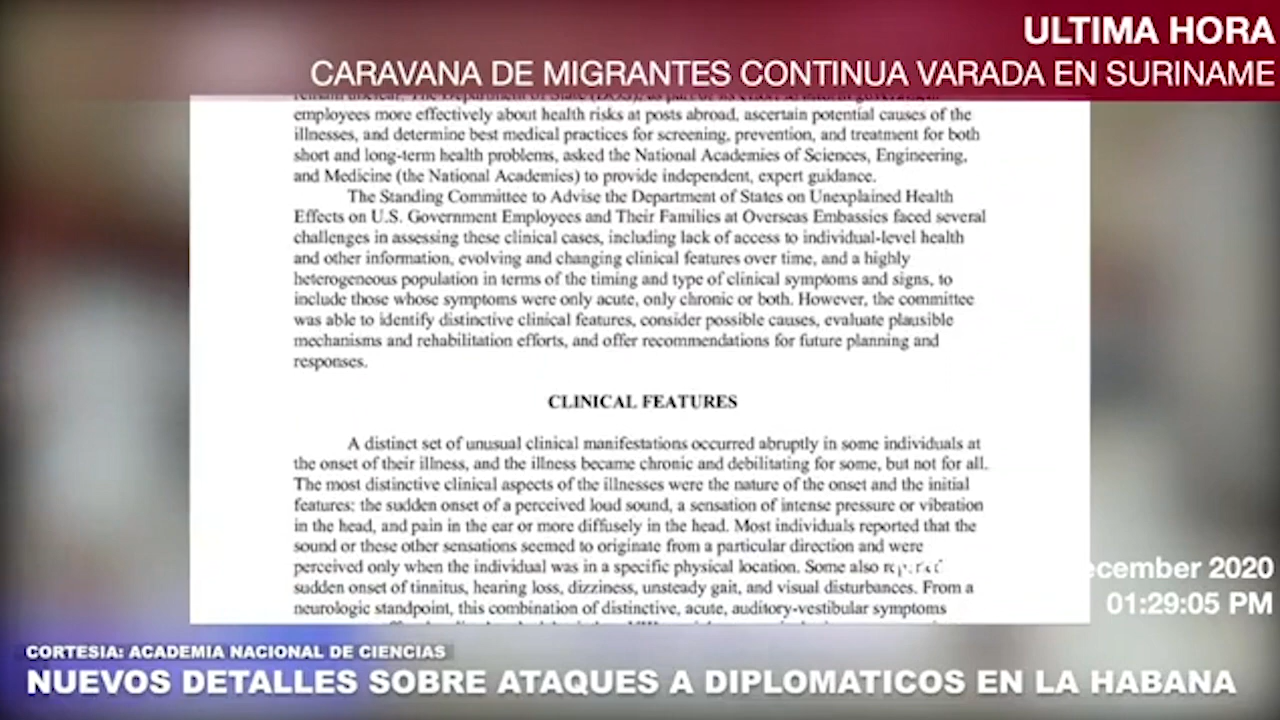 ULTIMA HORA
CARAVANA DE MIGRANTES CONTINUA VARADA EN SURINAME
employees more effectively about health risks at posts abroad, ascertain potential causes of the
illnesses, and determine best medical practices for screening, prevention, and treatment for both
short and long-term health problems, asked the National Academies of Sciences, Engineering,
and Medicine (the National Academies) to provide independent, expert guidance.
The Standing Committee to Advise the Department of States on Unexplained Health
Effects on U.S. Government Employees and Their Families at Overseas Embassies faced several
challenges in assessing these clinical cases, including lack of access to individual-level health
and other information, evolving and changing clinical features over time, and a highly
heterogeneous population in terms of the timing and type of clinical symptoms and signs, to
include those whose symptoms were only acute, only chronic or both. However, the committee
was able to identify distinctive clinical features, consider possible causes, evaluate plausible
mechanisms and rehabilitation efforts, and offer recommendations for future planning and
responses.
CLINICAL FEATURES
A distinct set of unusual clinical manifestations occurred abruptly in some individuals at
the onset of their illness, and the illness became chronic and debilitating for some, but not for all.
The most distinctive clinical aspects of the illnesses were the nature of the onset and the initial
features: the sudden onset of a perceived loud sound, a sensation of intense pressure or vibration
in the head, and pain in the ear or more diffusely in the head. Most individuals reported that the
sound or these other sensations seemed to originate from a particular direction and were
perceived only when the individual was in a specific physical location. Some also
sudden onset of tinnitus, hearing loss, dizziness, unsteady gait, and visual disturbances. From a
neurologic standpoint, this combination of distinctive, acute, auditory-vestibular symptoms
ecember 2020
01:29:05 PM
CORTESIA: ACADEMIA NACIONAL DE CIENCIAS
NUEVOS DETALLES SOBRE ATAQUES A DIPLOMATICOS EN LA HABANA